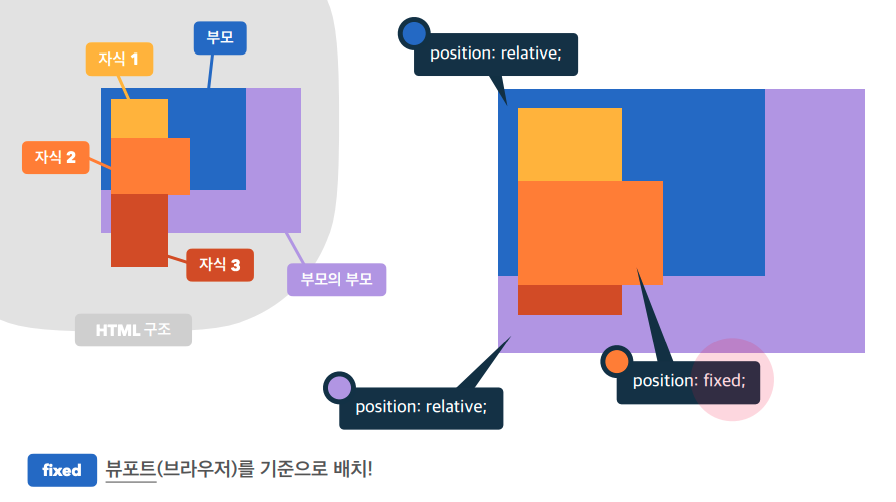 부모
자식 1
자식 2
자식 3
부모의 부모
HTML 구조
position: relative;
position: relative;
position: fixed;
fixed 뷰포트(브라우저)를 기준으로 배치!